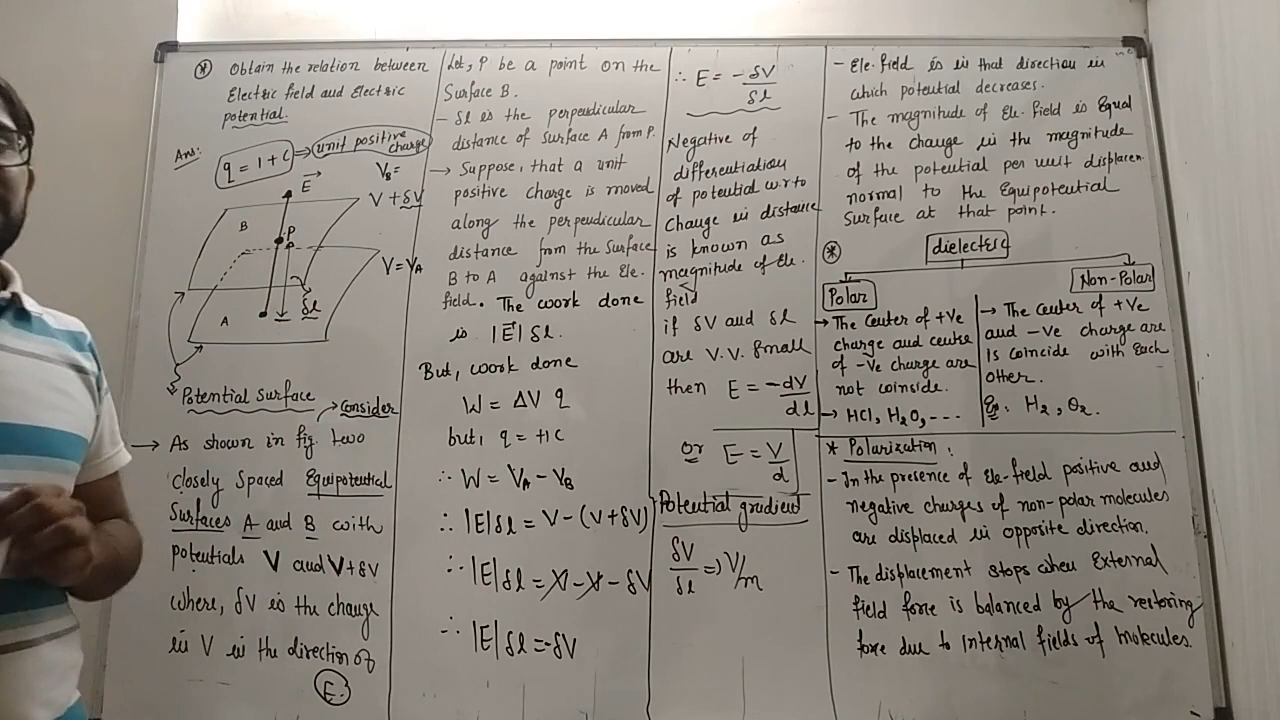 * Obtain the relation between
Electric field and Electric
potential.
Ans:
q = 1 + C ⇒ unit positive
charge
V_B =
E
V + δV
B
P
V = V_A
A
δl
Potential Surface
Consider
→ As shown in fig. two
closely Spaced Equipotential
Surfaces A and B with
potentials V and V + δV
where, δV is the change
in V in the direction of
E.
Let, P be a point on the
Surface B.
- δl is the perpendicular
distance of Surface A from P.
→ Suppose, that a unit
positive charge is moved
along the perpendicular
distance from the Surface
B to A against the Ele.
field. The work done
is |E| δl.
But, work done
W = ΔV q
but, q = +1C
∴ W = V_A - V_B
∴ |E| δl = V - (V + δV)
∴ |E| δl = V - V - δV
∴ |E| δl = -δV
∴ E = -δV
δl
Negative of
differentiation
of potential w.r.to
change in distance
is known as
magnitude of Ele.
field
if δV and δl
are V.V. Small
then E = -dV
dl
or E = V
d
Potential gradient
δV
δl ⇒ V/m
- Ele. field is in that direction in
which potential decreases.
- The magnitude of Ele. field is Equal
to the change in the magnitude
of the potential per unit displacen
normal to the Equipotential
Surface at that point.
* dielectric
Polar
→ The center of +Ve
charge and center
of -Ve charge are
not coinside.
→ HCl, H₂O, ---
Non-Polar
→ The center of +Ve
and -Ve charge are
Is coincide with Each
other.
Eg: H₂, O₂.
* Polarization :
- In the presence of Ele-field positive and
negative charges of non-polar molecules
are displaced in opposite direction.
- The displacement stops when External
field force is balanced by the restoring
force due to Internal fields of molecules.